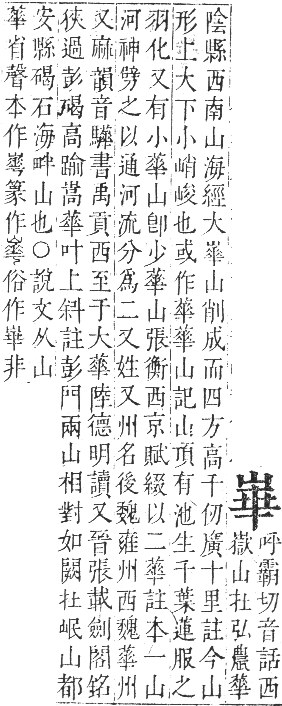 崋
呼霸切音話西
嶽山在弘農華
陰縣西南山海經大崋山削成而四方高千仞廣十里註今山
形上大下小峭峻也或作華華山記山頂有池生千葉蓮服之
羽化又有小華山卽少華山張衡西京賦綴以二華註本一山
河神劈之以通河流分爲二又姓又州名後魏雍州西魏華州
又麻韻音驊書禹貢西至于大華陸德明讀又晉張載劍閣銘
狹過彭碣高踰嵩華叶上斜註彭門兩山相對如闕在岷山都
安縣碣石海畔山也○說文从山
華省聲本作篆作俗作崋非